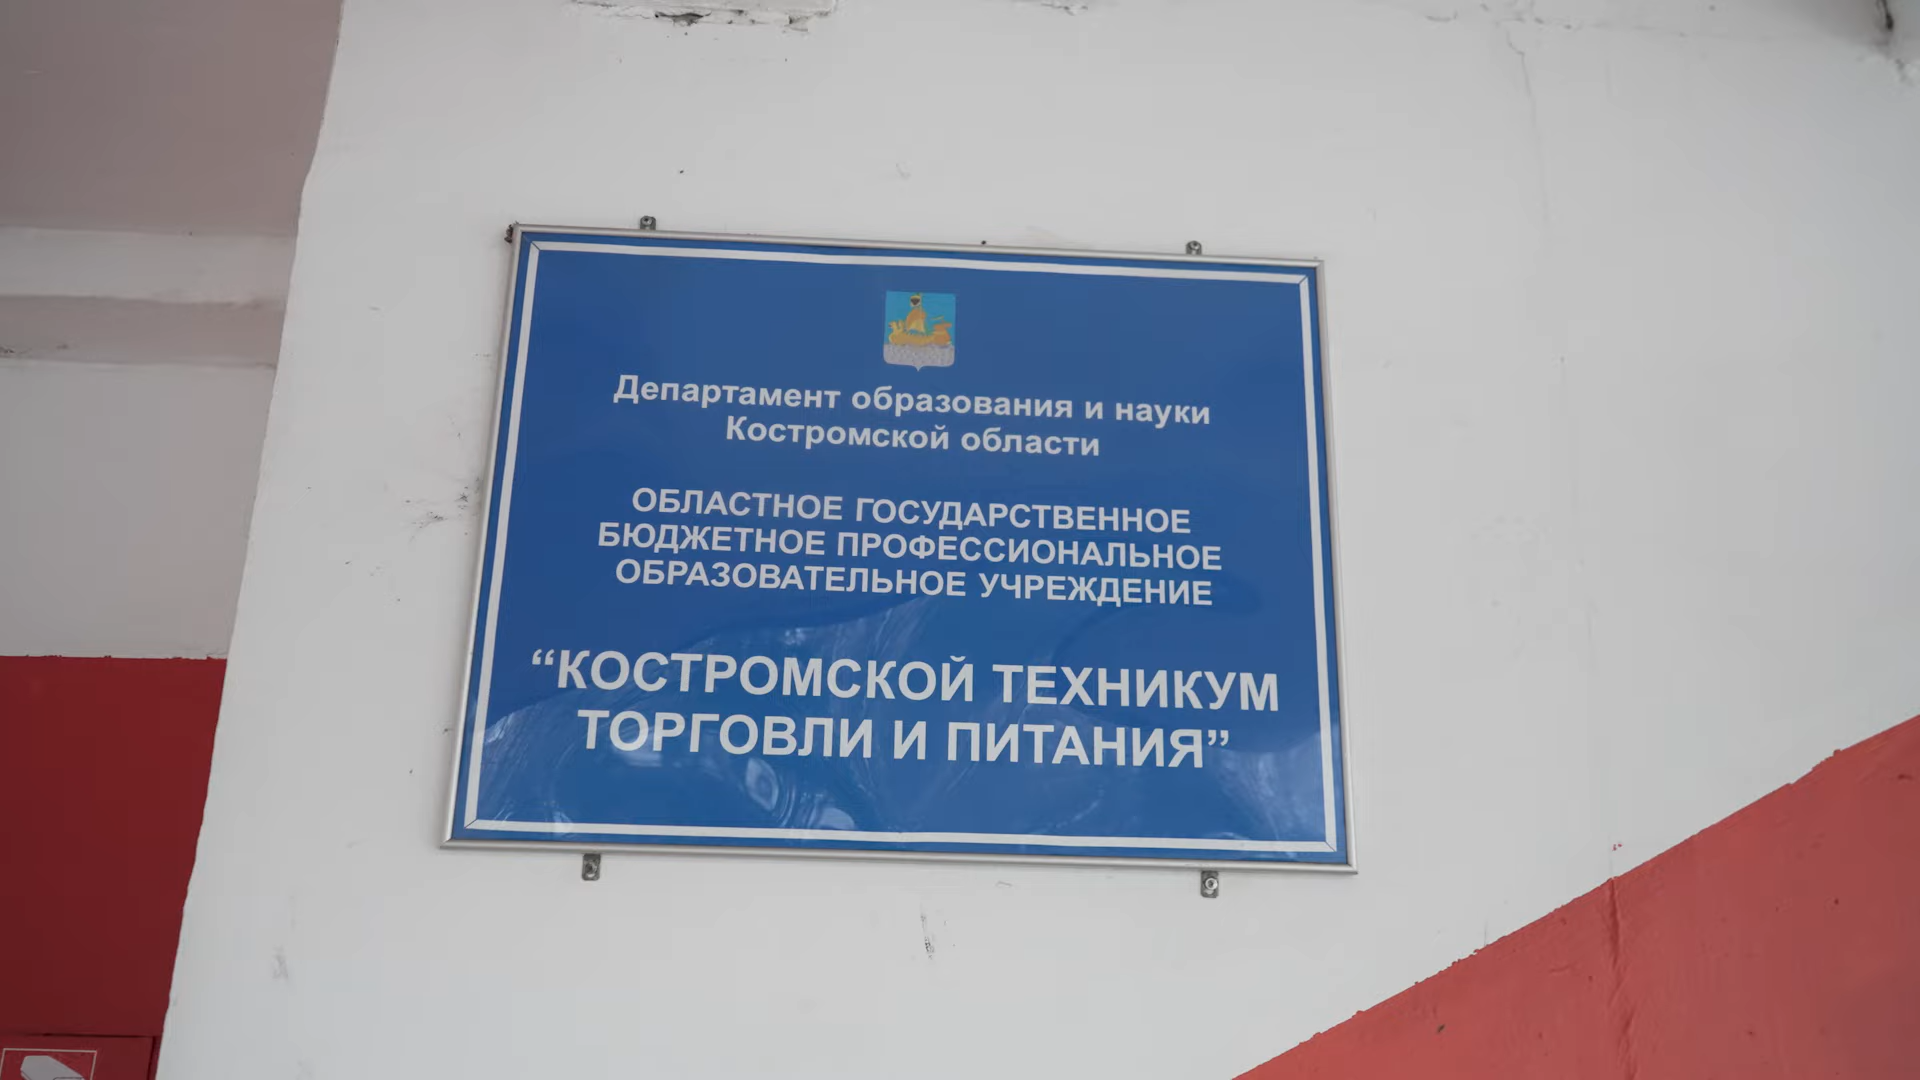 Департамент образования и науки
Костромской области
ОБЛАСТНОЕ ГОСУДАРСТВЕННОЕ
БЮДЖЕТНОЕ ПРОФЕССИОНАЛЬНОЕ
ОБРАЗОВАТЕЛЬНОЕ УЧРЕЖДЕНИЕ
“КОСТРОМСКОЙ ТЕХНИКУМ
ТОРГОВЛИ И ПИТАНИЯ”